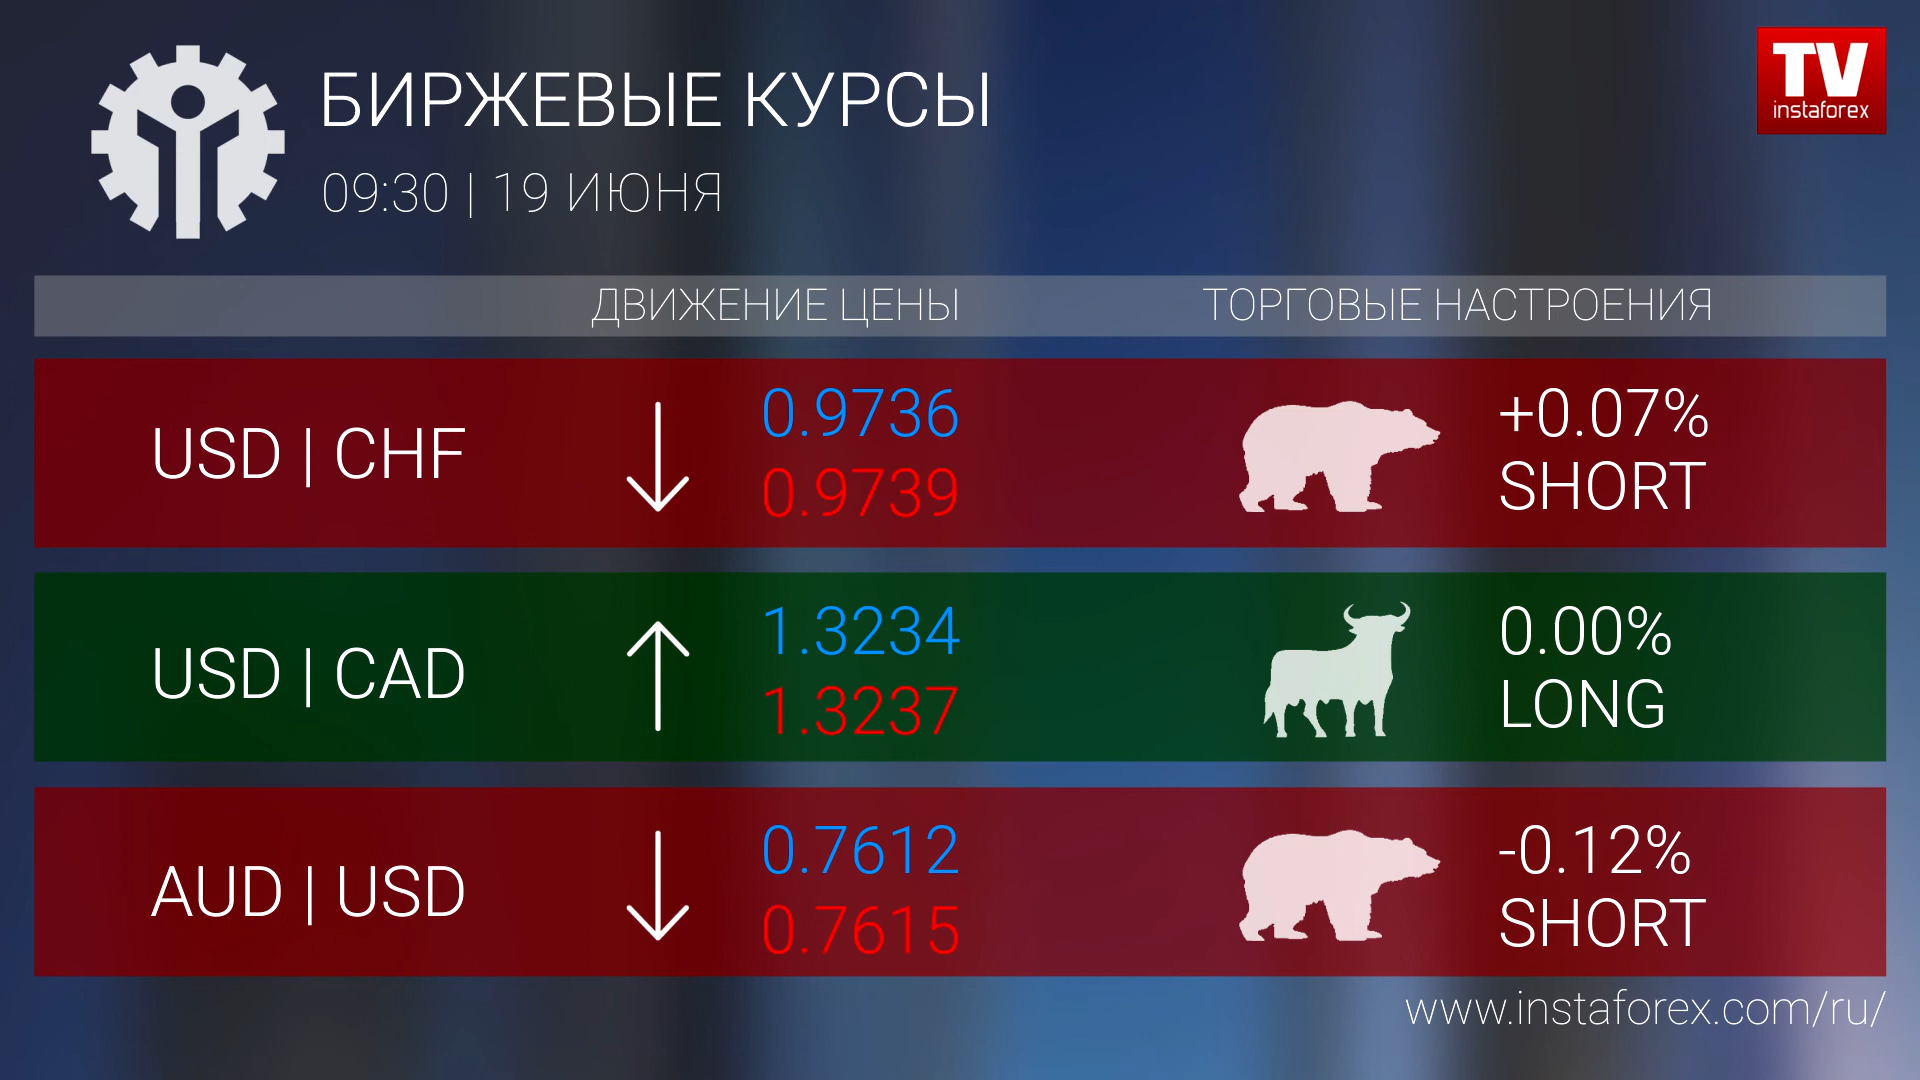 БИРЖЕВЫЕ КУРСЫ
09:30 | 19 ИЮНЯ
TV
instaforex
ДВИЖЕНИЕ ЦЕНЫ ТОРГОВЫЕ НАСТРОЕНИЯ
USD | CHF
0.9736
0.9739
+0.07%
SHORT
USD | CAD
1.3234
1.3237
0.00%
LONG
AUD | USD
0.7612
0.7615
-0.12%
SHORT
www.instaforex.com/ru/